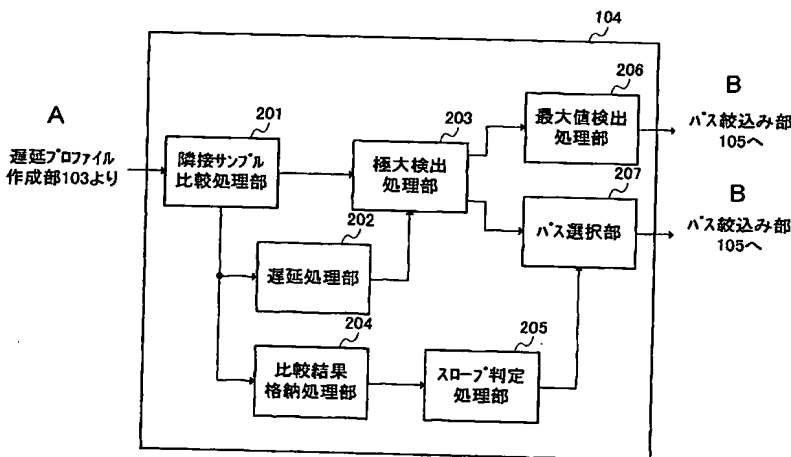 104
A
遅延プロファイル
作成部103より
201
隣接サンプル
比較処理部
202
遅延処理部
203
極大検出
処理部
204
比較結果
格納処理部
205
スロープ判定
処理部
206
最大値検出
処理部
207
パス選択部
B
パス絞込み部
105へ
B
パス絞込み部
105へ